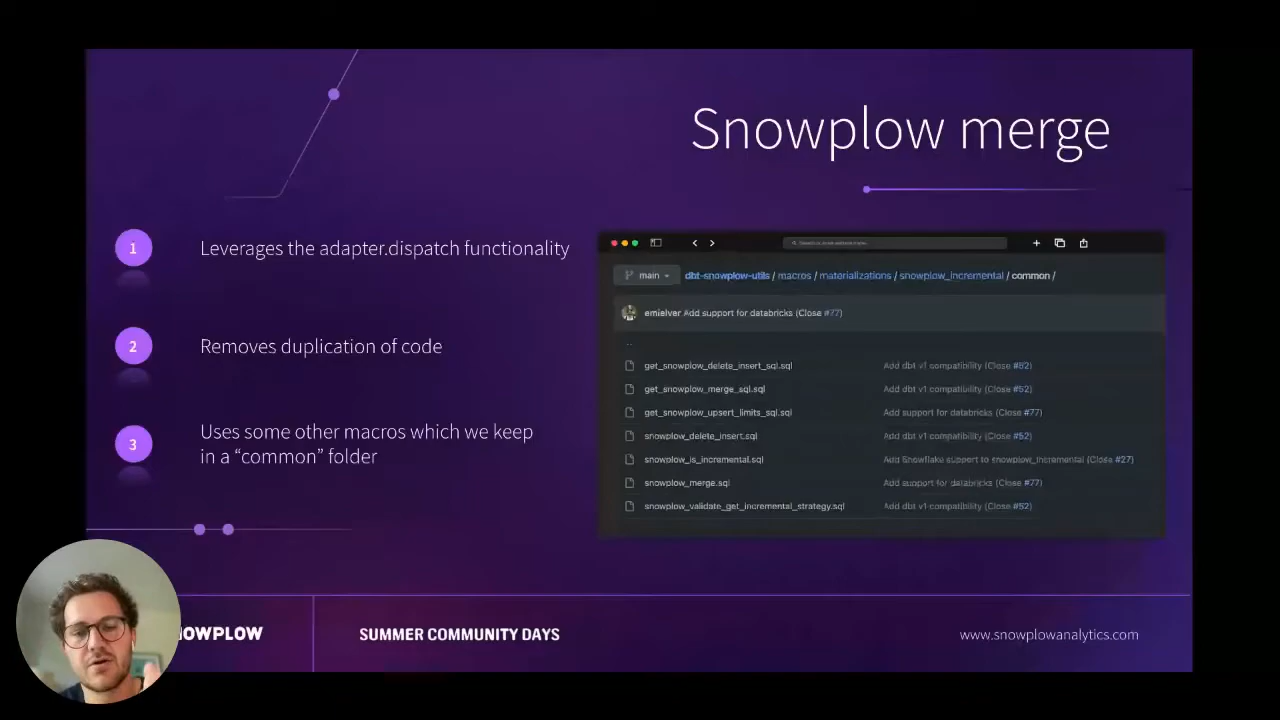 Snowplow merge
1
Leverages the adapter.dispatch functionality
2
Removes duplication of code
3
Uses some other macros which we keep
in a “common” folder
main
dbt-snowplow-utils / macros / materializations / snowplow_incremental / common /
emielver Add support for databricks (Close #77)
..
get_snowplow_delete_insert_sql.sql Add dbt v1 compatibility (Close #52)
get_snowplow_merge_sql.sql Add dbt v1 compatibility (Close #52)
get_snowplow_upsert_limits_sql.sql Add support for databricks (Close #77)
snowplow_delete_insert.sql Add dbt v1 compatibility (Close #52)
snowplow_is_incremental.sql Add Snowflake support to snowplow_incremental (Close #27)
snowplow_merge.sql Add support for databricks (Close #77)
snowplow_validate_get_incremental_strategy.sql Add dbt v1 compatibility (Close #52)
NOWPLOW
SUMMER COMMUNITY DAYS
www.snowplowanalytics.com